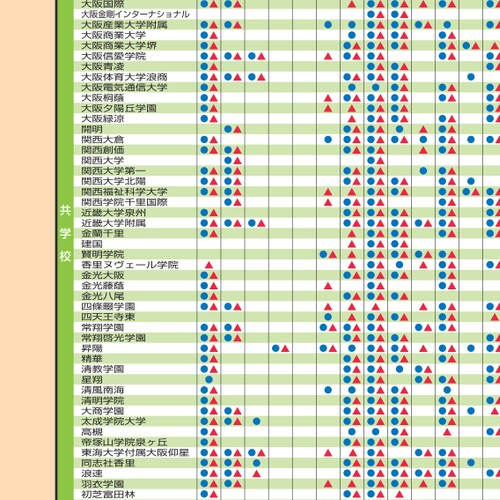 大阪国際
大阪金剛インターナショナル
大阪産業大学附属
大阪商業大学
大阪商業大学堺
大阪信愛学院
大阪青凌
大阪体育大学浪商
大阪電気通信大学
大阪桐蔭
大阪夕陽丘学園
大阪緑涼
開明
関西大倉
関西創価
関西大学
関西大学第一
関西大学北陽
関西福祉科学大学
関西学院千里国際
近畿大学泉州
近畿大学附属
金蘭千里
建国
賢明学院
香里ヌヴェール学院
金光大阪
金光藤蔭
金光八尾
四條畷学園
四天王寺東
常翔学園
常翔啓光学園
昇陽
精華
清教学園
星翔
清風南海
清明学院
大商学園
太成学院大学
高槻
帝塚山学院泉ヶ丘
東海大学付属大阪仰星
同志社香里
浪速
羽衣学園
初芝富田林
共学校